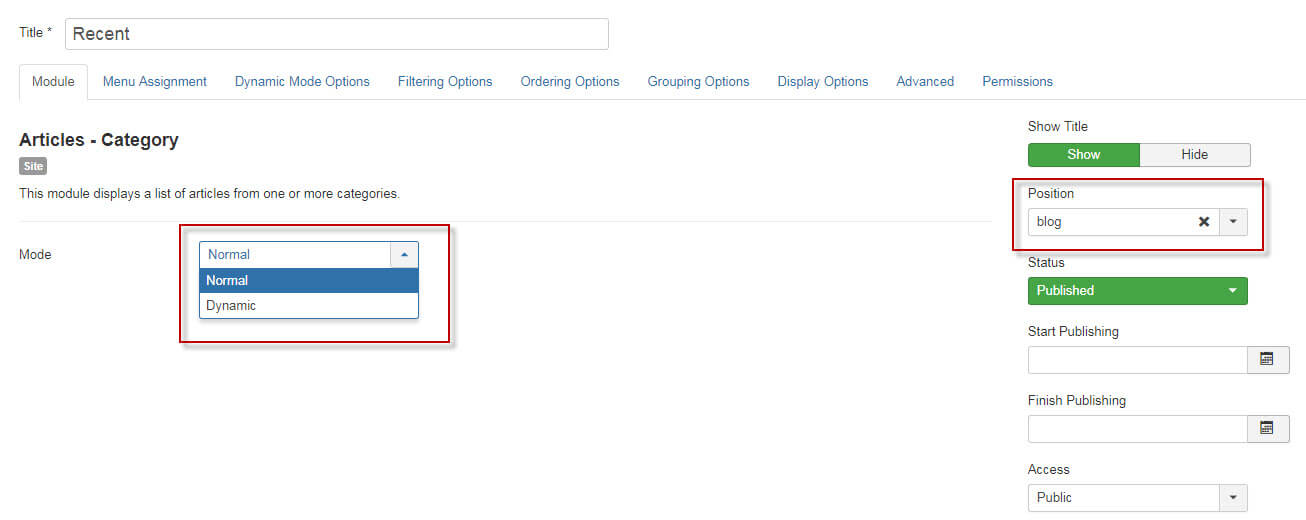 Title * Recent
Module Menu Assignment Dynamic Mode Options Filtering Options Ordering Options Grouping Options Display Options Advanced Permissions
Articles - Category
Site
This module displays a list of articles from one or more categories.
Mode Normal
Normal
Dynamic
Show Title
Show Hide
Position
blog
Status
Published
Start Publishing
Finish Publishing
Access
Public